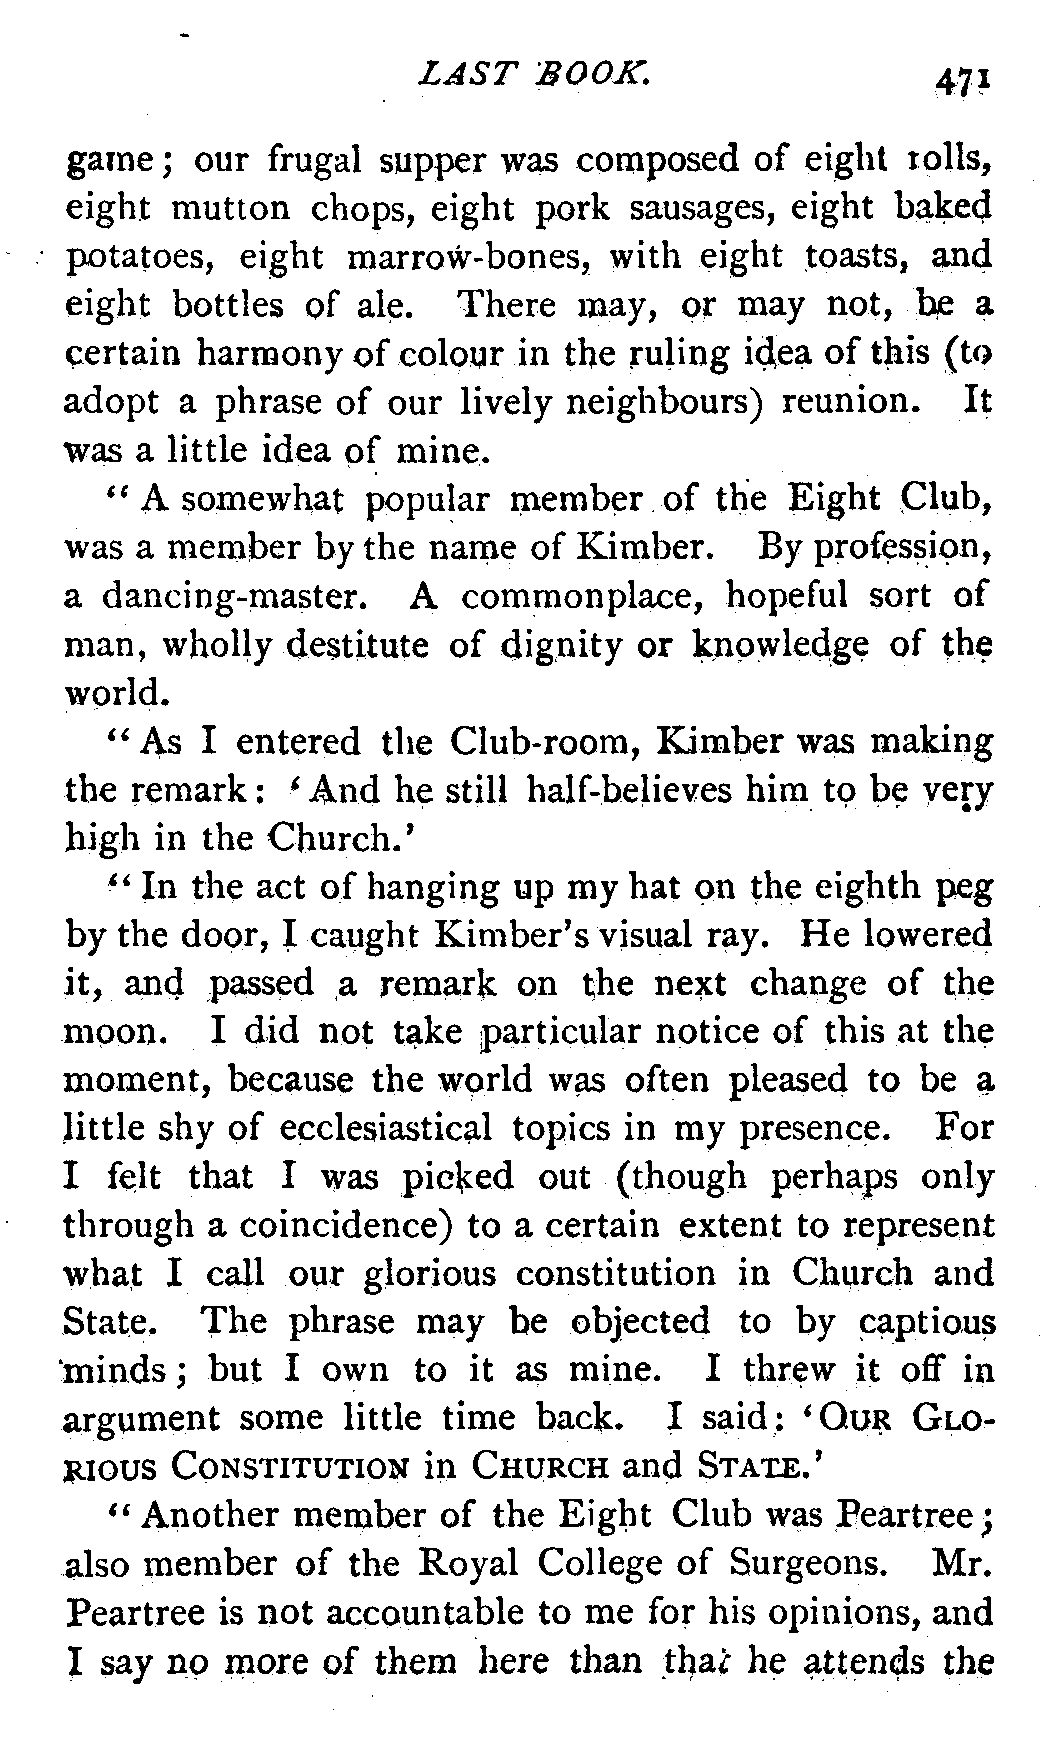 LAST BOOK. 471
game; our frugal supper was composed of eight rolls,
eight mutton chops, eight pork sausages, eight baked
potatoes, eight marrow-bones, with eight toasts, and
eight bottles of ale. There may, or may not, be a
certain harmony of colour in the ruling idea of this (to
adopt a phrase of our lively neighbours) reunion. It
was a little idea of mine.
“A somewhat popular member of the Eight Club,
was a member by the name of Kimber. By profession,
a dancing-master. A commonplace, hopeful sort of
man, wholly destitute of dignity or knowledge of the
world.
“As I entered the Club-room, Kimber was making
the remark: ‘And he still half-believes him to be very
high in the Church.’
“In the act of hanging up my hat on the eighth peg
by the door, I caught Kimber's visual ray. He lowered
it, and passed a remark on the next change of the
moon. I did not take particular notice of this at the
moment, because the world was often pleased to be a
little shy of ecclesiastical topics in my presence. For
I felt that I was picked out (though perhaps only
through a coincidence) to a certain extent to represent
what I call our glorious constitution in Church and
State. The phrase may be objected to by captious
minds; but I own to it as mine. I threw it off in
argument some little time back. I said: ‘OUR GLO-
RIOUS CONSTITUTION in CHURCH and STATE.’
“Another member of the Eight Club was Peartree;
also member of the Royal College of Surgeons. Mr.
Peartree is not accountable to me for his opinions, and
I say no more of them here than that he attends the